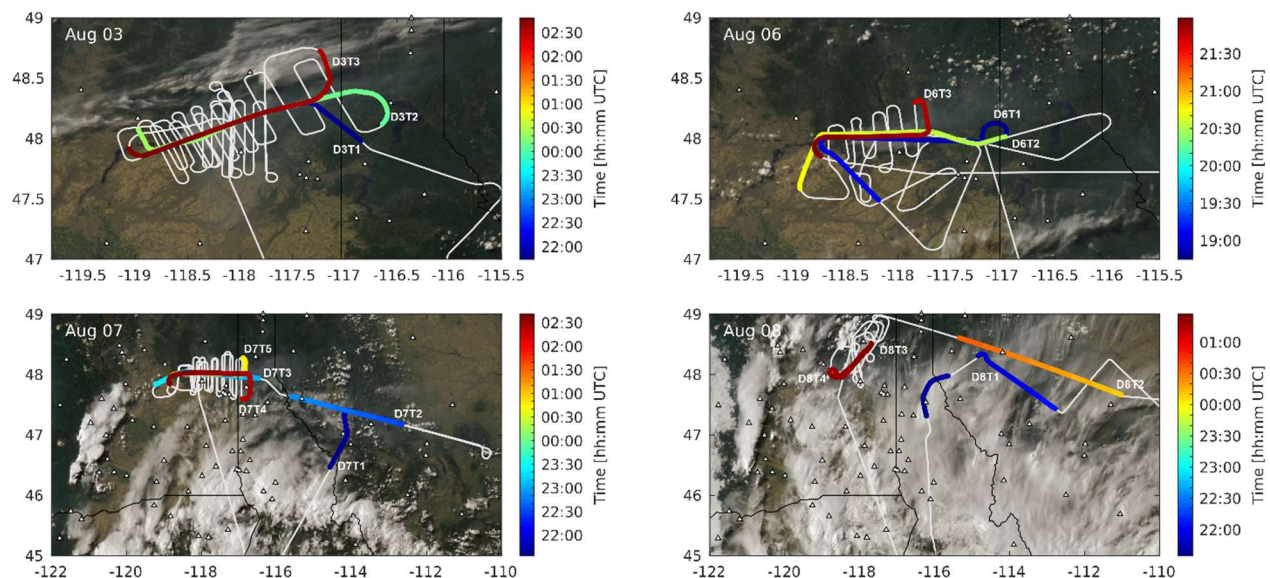 Aug 03
49
48.5
48
47.5
47
-119.5 -119 -118.5 -118 -117.5 -117 -116.5 -116 -115.5
D3T3
D3T2
D3T1
02:30
02:00
01:30
01:00
00:30
00:00
23:30
23:00
22:30
22:00
Time [hh:mm UTC]
Aug 06
49
48.5
48
47.5
47
-119.5 -119 -118.5 -118 -117.5 -117 -116.5 -116 -115.5
D6T3
D6T1
D6T2
21:30
21:00
20:30
20:00
19:30
19:00
Time [hh:mm UTC]
Aug 07
49
48
47
46
45
-122 -120 -118 -116 -114 -112 -110
D7T5
D7T3
D7T4
D7T2
D7T1
02:30
02:00
01:30
01:00
00:30
00:00
23:30
23:00
22:30
22:00
Time [hh:mm UTC]
Aug 08
49
48
47
46
45
-122 -120 -118 -116 -114 -112 -110
D8T3
D8T4
D8T1
D8T2
01:00
00:30
00:00
23:30
23:00
22:30
22:00
Time [hh:mm UTC]